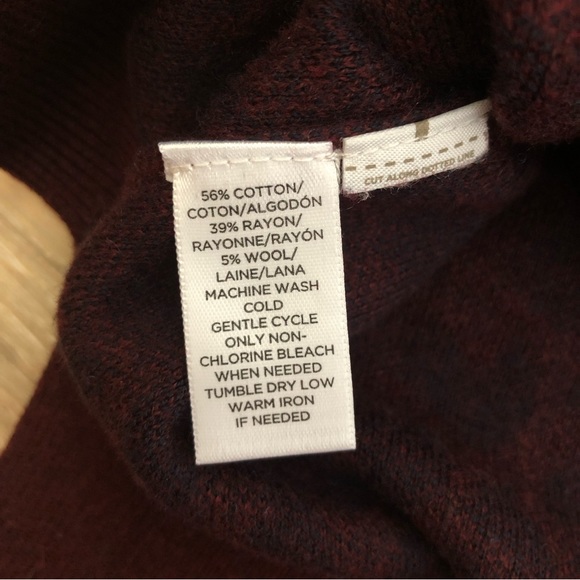 56% COTTON/
COTON/ALGODÓN
39% RAYON/
RAYONNE/RAYÓN
5% WOOL/
LAINE/LANA
MACHINE WASH
COLD
GENTLE CYCLE
ONLY NON-
CHLORINE BLEACH
WHEN NEEDED
TUMBLE DRY LOW
WARM IRON
IF NEEDED
CUT ALONG DOTTED LINE